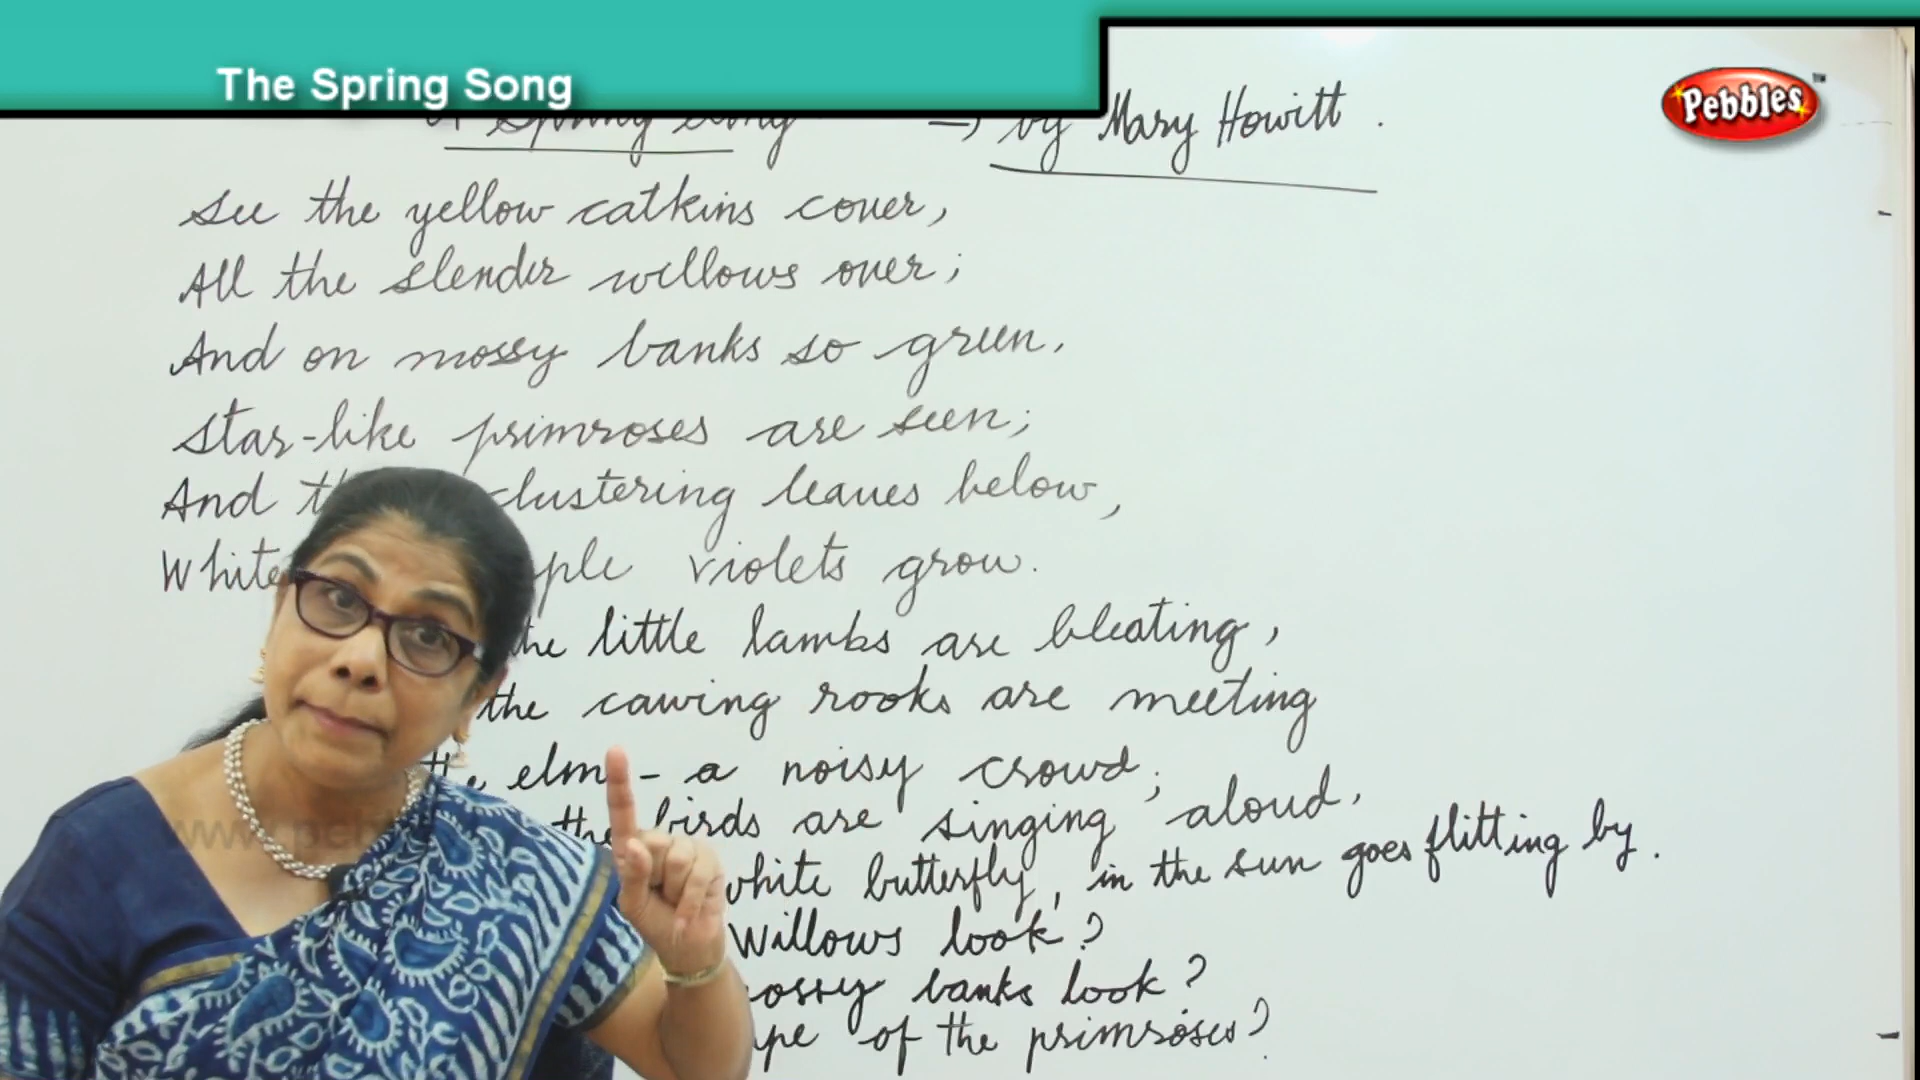 The Spring Song
Pebbles
Spring Song → by Mary Howitt.
See the yellow catkins cover,
All the slender willows over;
And on mossy banks so green,
Star-like primroses are seen;
And clustering leaves below,
White violets grow.
the little lambs are bleating,
the cawing rooks are meeting
the elm - a noisy crowd;
the birds are singing aloud,
white butterfly, in the sun goes flitting by.
Willows look?
banks look?
of the primroses?